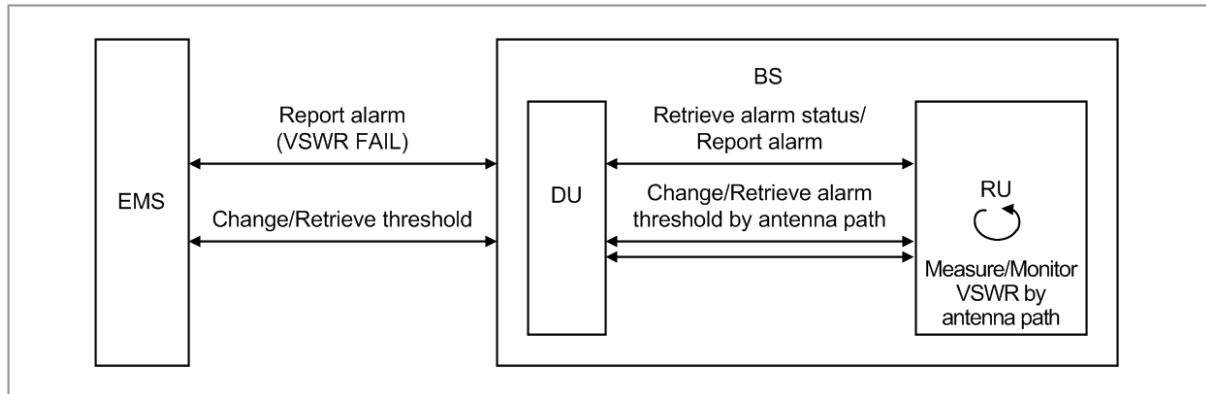 EMS
Report alarm
(VSWR FAIL)
Change/Retrieve threshold
BS
DU
Retrieve alarm status/
Report alarm
Change/Retrieve alarm
threshold by antenna path
RU
Measure/Monitor
VSWR by
antenna path